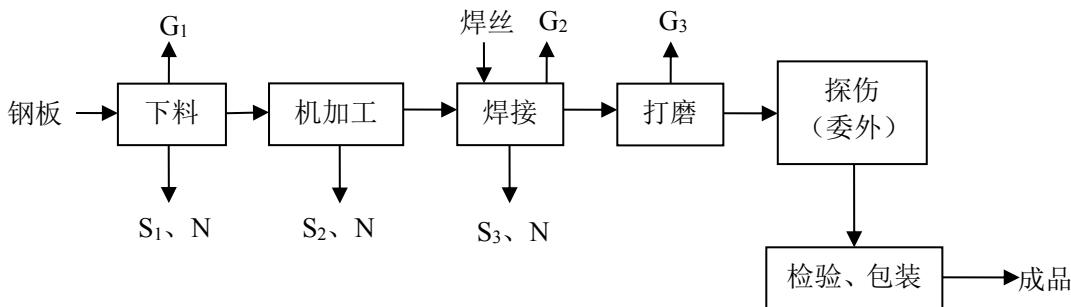 G₁
焊丝
G₂
G₃
钢板
下料
机加工
焊接
打磨
探伤
（委外）
S₁、N
S₂、N
S₃、N
检验、包装
成品